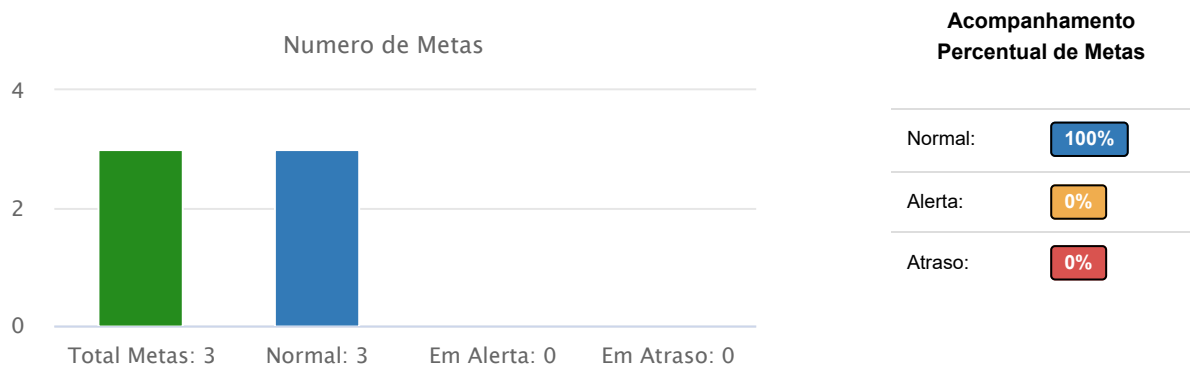 Numero de Metas
4
2
0
Total Metas: 3
Normal: 3
Em Alerta: 0
Em Atraso: 0
Acompanhamento
Percentual de Metas
Normal: 100%
Alerta: 0%
Atraso: 0%